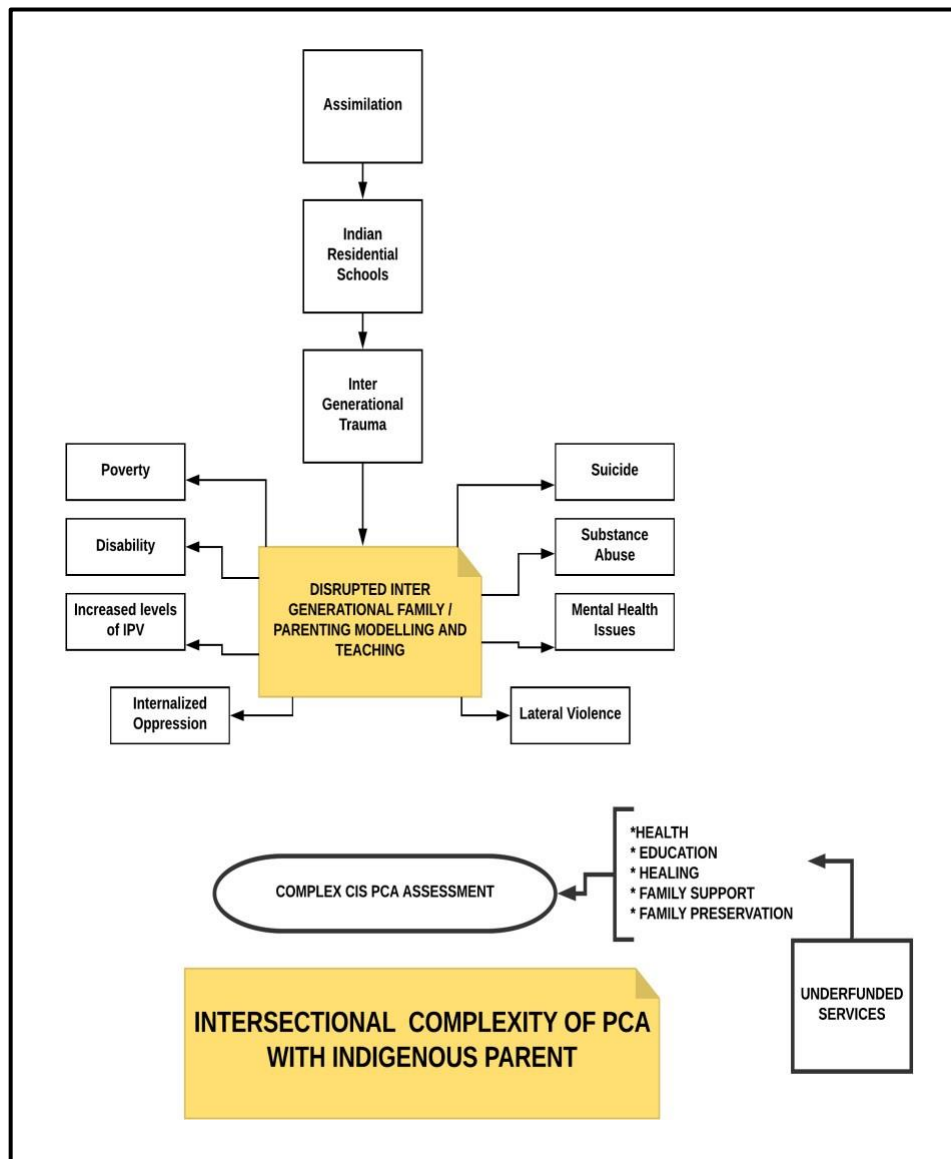 Assimilation
Indian
Residential
Schools
Inter
Generational
Trauma
Poverty
Suicide
Disability
Substance
Abuse
Increased levels
of IPV
Mental Health
Issues
DISRUPTED INTER
GENERATIONAL FAMILY /
PARENTING MODELLING AND
TEACHING
Internalized
Oppression
Lateral Violence
*HEALTH
* EDUCATION
* HEALING
* FAMILY SUPPORT
* FAMILY PRESERVATION
COMPLEX CIS PCA ASSESSMENT
UNDERFUNDED
SERVICES
INTERSECTIONAL COMPLEXITY OF PCA
WITH INDIGENOUS PARENT